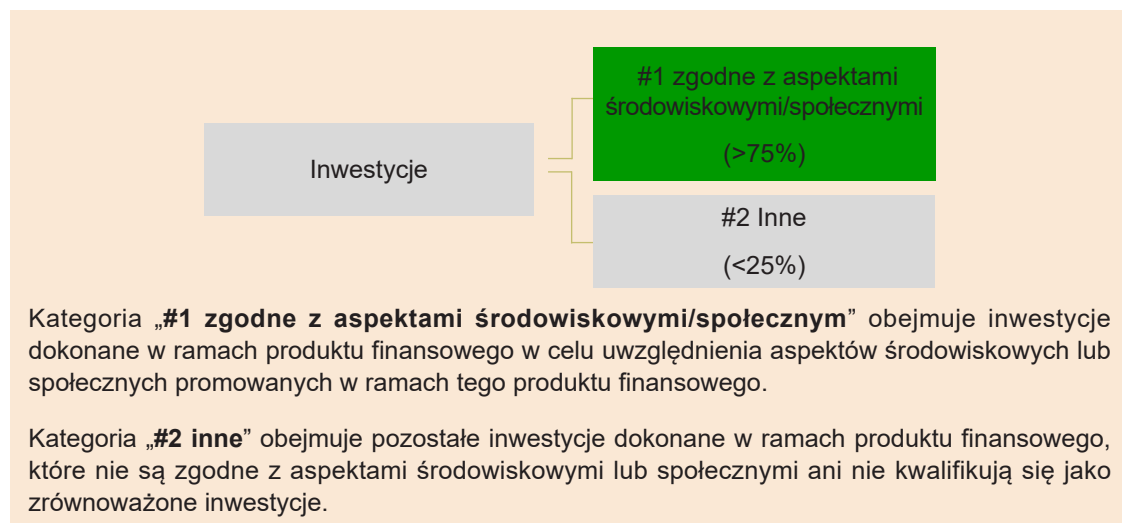 #1 zgodne z aspektami
środowiskowymi/społecznymi
(>75%)
Inwestycje
#2 Inne
(<25%)
Kategoria „#1 zgodne z aspektami środowiskowymi/społecznym” obejmuje inwestycje
dokonane w ramach produktu finansowego w celu uwzględnienia aspektów środowiskowych lub
społecznych promowanych w ramach tego produktu finansowego.
Kategoria „#2 inne” obejmuje pozostałe inwestycje dokonane w ramach produktu finansowego,
które nie są zgodne z aspektami środowiskowymi lub społecznymi ani nie kwalifikują się jako
zrównoważone inwestycje.